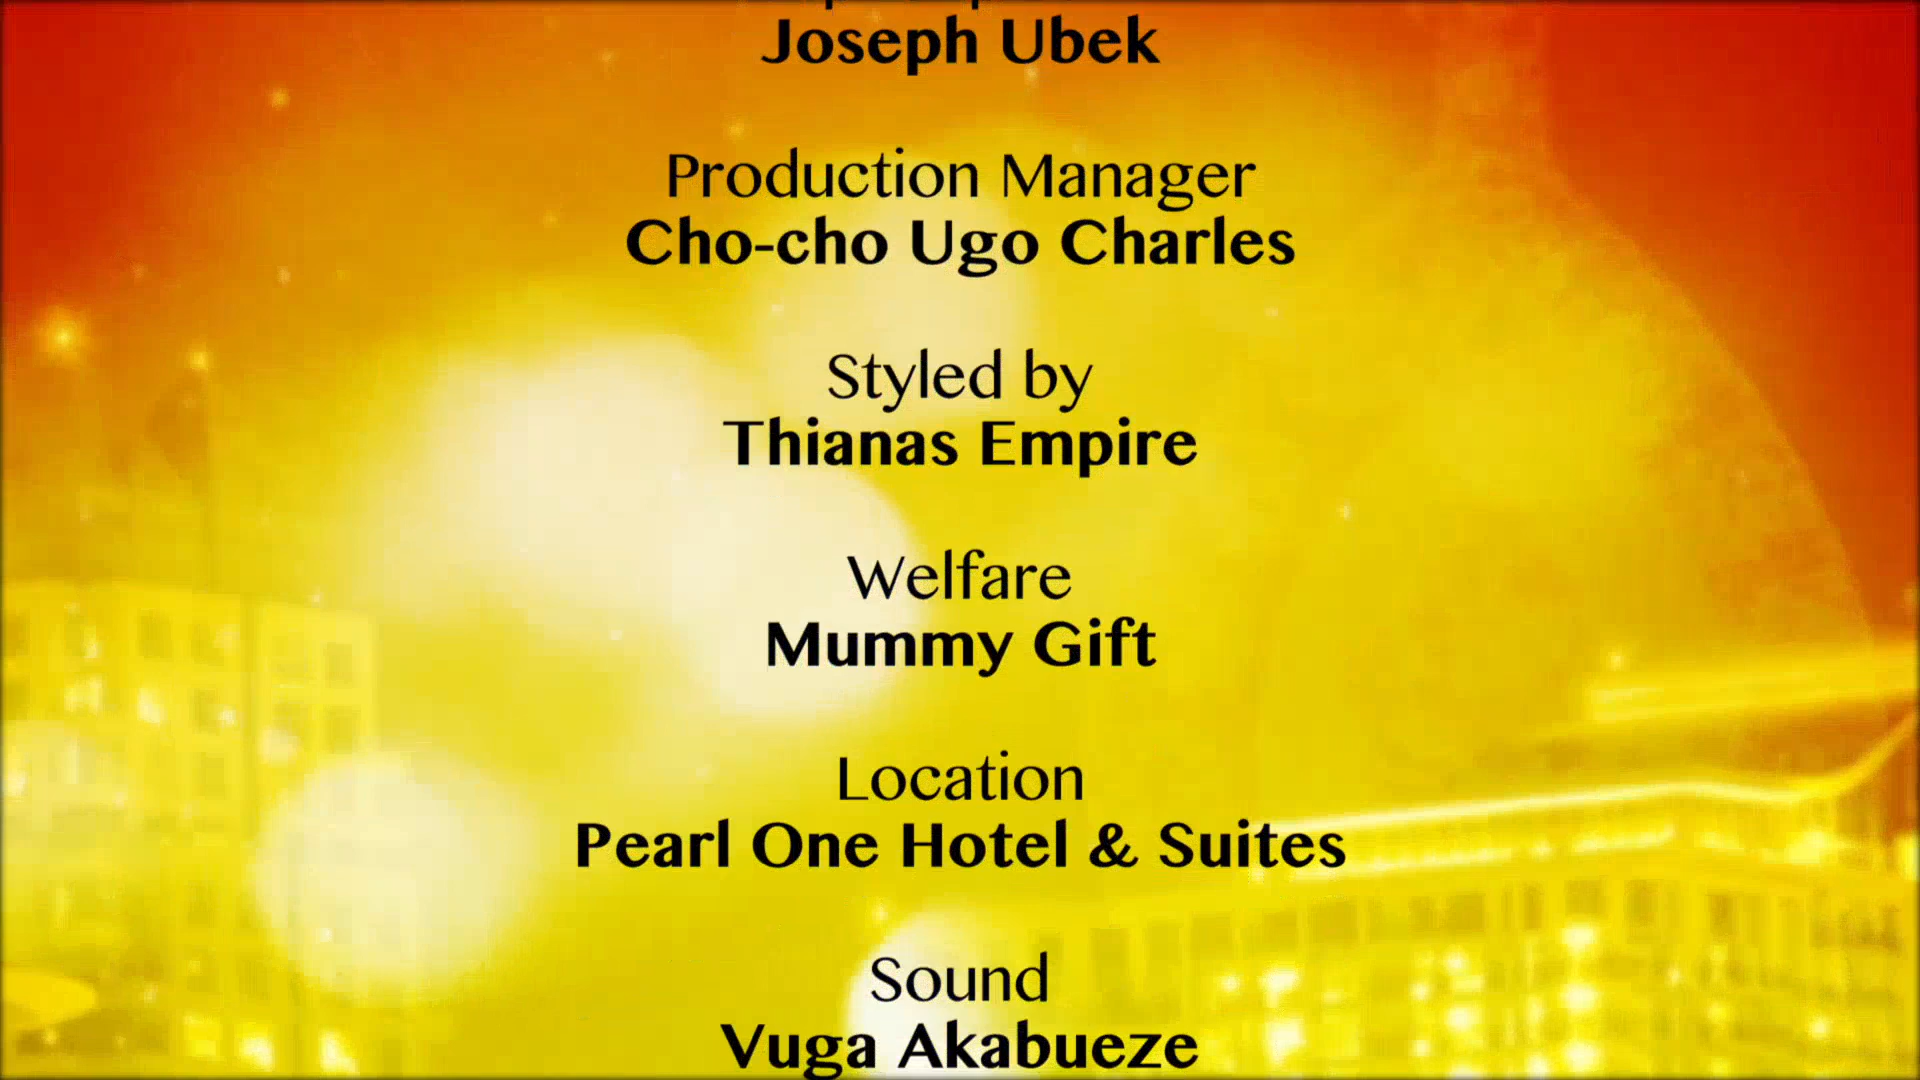 Joseph Ubek
Production Manager
Cho-cho Ugo Charles
Styled by
Thianas Empire
Welfare
Mummy Gift
Location
Pearl One Hotel & Suites
Sound
Vuga Akabueze